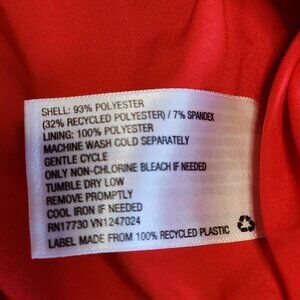 SHELL: 93% POLYESTER
(32% RECYCLED POLYESTER) / 7% SPANDEX
LINING: 100% POLYESTER
MACHINE WASH COLD SEPARATELY
GENTLE CYCLE
ONLY NON-CHLORINE BLEACH IF NEEDED
TUMBLE DRY LOW
REMOVE PROMPTLY
COOL IRON IF NEEDED
RN17730 VN1247024
LABEL MADE FROM 100% RECYCLED PLASTIC